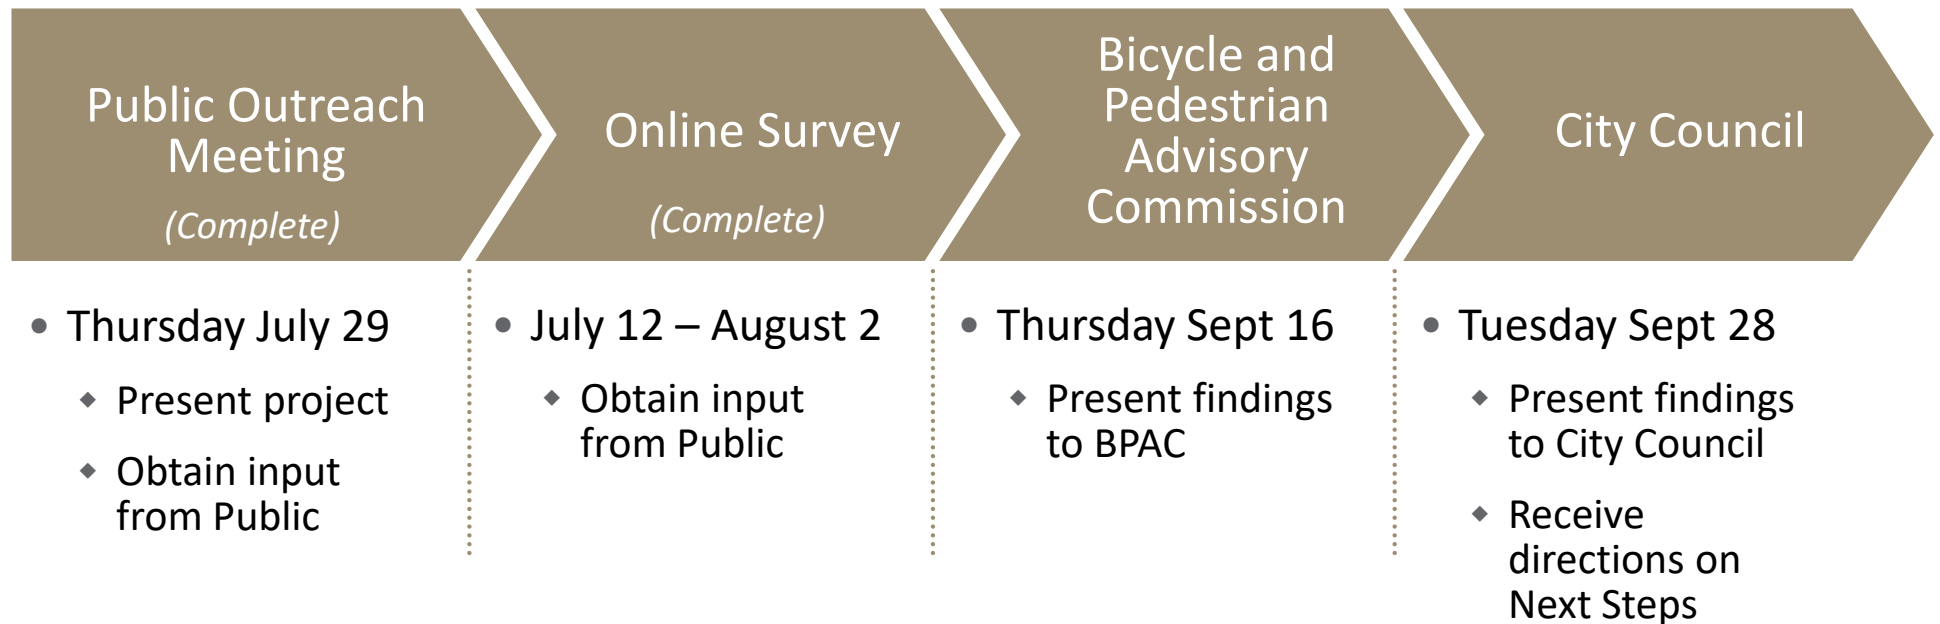 Public Outreach
Meeting
(Complete)
Online Survey
(Complete)
Bicycle and
Pedestrian
Advisory
Commission
City Council
• Thursday July 29
◆ Present project
◆ Obtain input
from Public
• July 12 – August 2
◆ Obtain input
from Public
• Thursday Sept 16
◆ Present findings
to BPAC
• Tuesday Sept 28
◆ Present findings
to City Council
◆ Receive
directions on
Next Steps